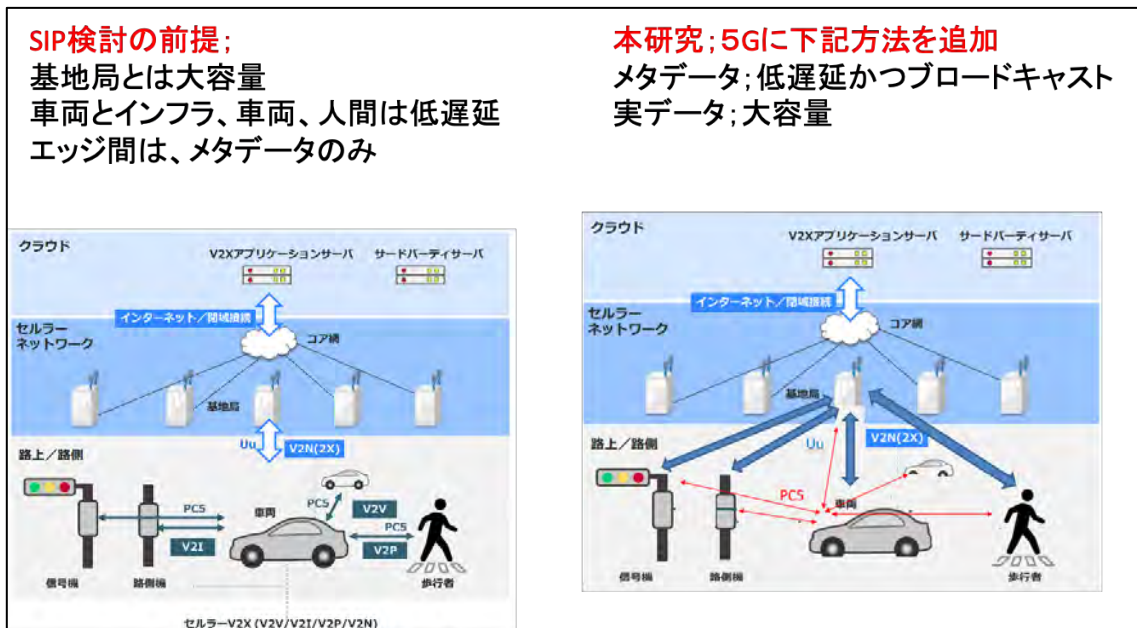 SIP検討の前提；
基地局とは大容量
車両とインフラ、車両、人間は低遅延
エッジ間は、メタデータのみ
クラウド
V2Xアプリケーションサーバ
サードパーティサーバ
インターネット／閉域接続
セルラー
ネットワーク
コア網
基地局
Uu
V2N(2X)
路上／路側
PC5
車両
PC5
V2V
PC5
V2I
V2P
信号機
路側機
歩行者
セルラーV2X (V2V/V2I/V2P/V2N)
本研究；５Gに下記方法を追加
メタデータ；低遅延かつブロードキャスト
実データ；大容量
クラウド
V2Xアプリケーションサーバ
サードパーティサーバ
インターネット／閉域接続
セルラー
ネットワーク
コア網
基地局
Uu
V2N(2X)
路上／路側
PC5
車両
信号機
路側機
歩行者